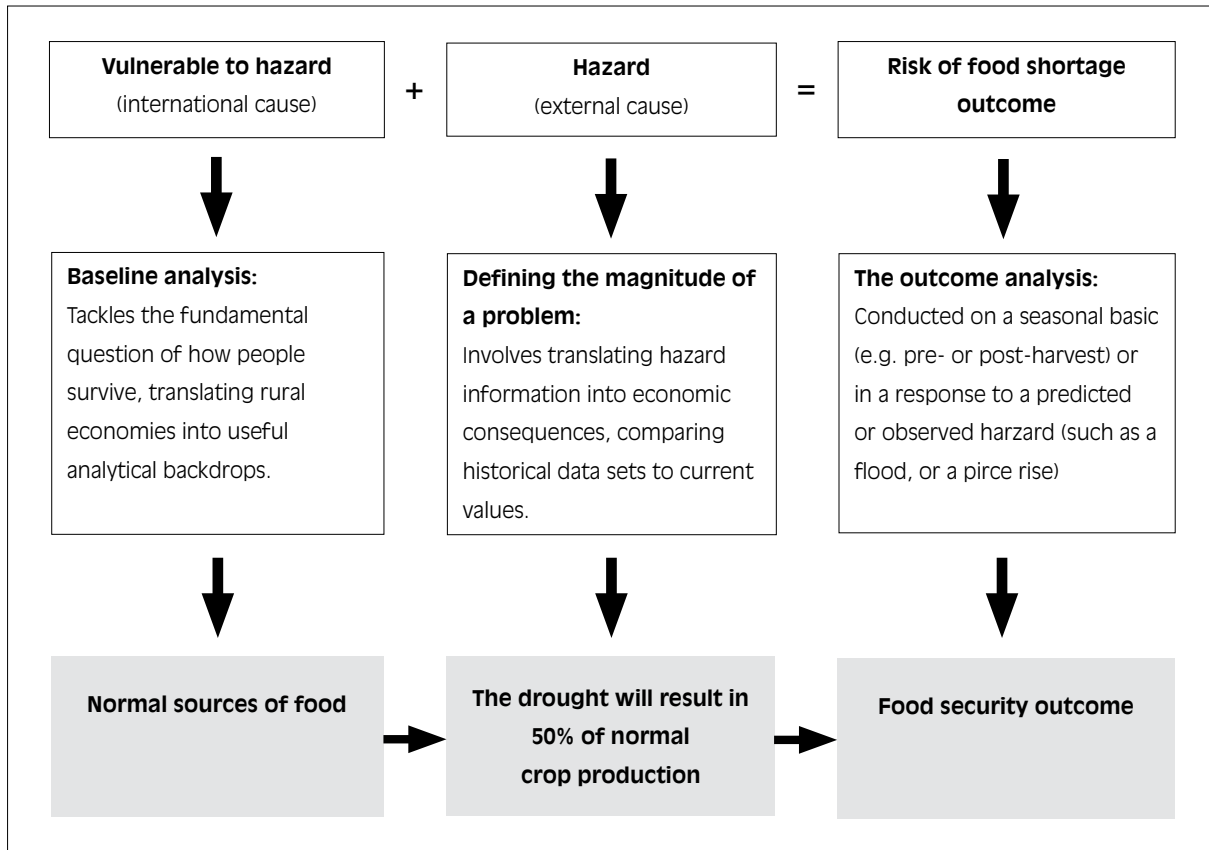 Vulnerable to hazard
(international cause)
+
Hazard
(external cause)
=
Risk of food shortage
outcome
Baseline analysis:
Tackles the fundamental
question of how people
survive, translating rural
economies into useful
analytical backdrops.
Defining the magnitude of
a problem:
Involves translating hazard
information into economic
consequences, comparing
historical data sets to current
values.
The outcome analysis:
Conducted on a seasonal basic
(e.g. pre- or post-harvest) or
in a response to a predicted
or observed harzard (such as a
flood, or a pirce rise)
Normal sources of food
The drought will result in
50% of normal
crop production
Food security outcome